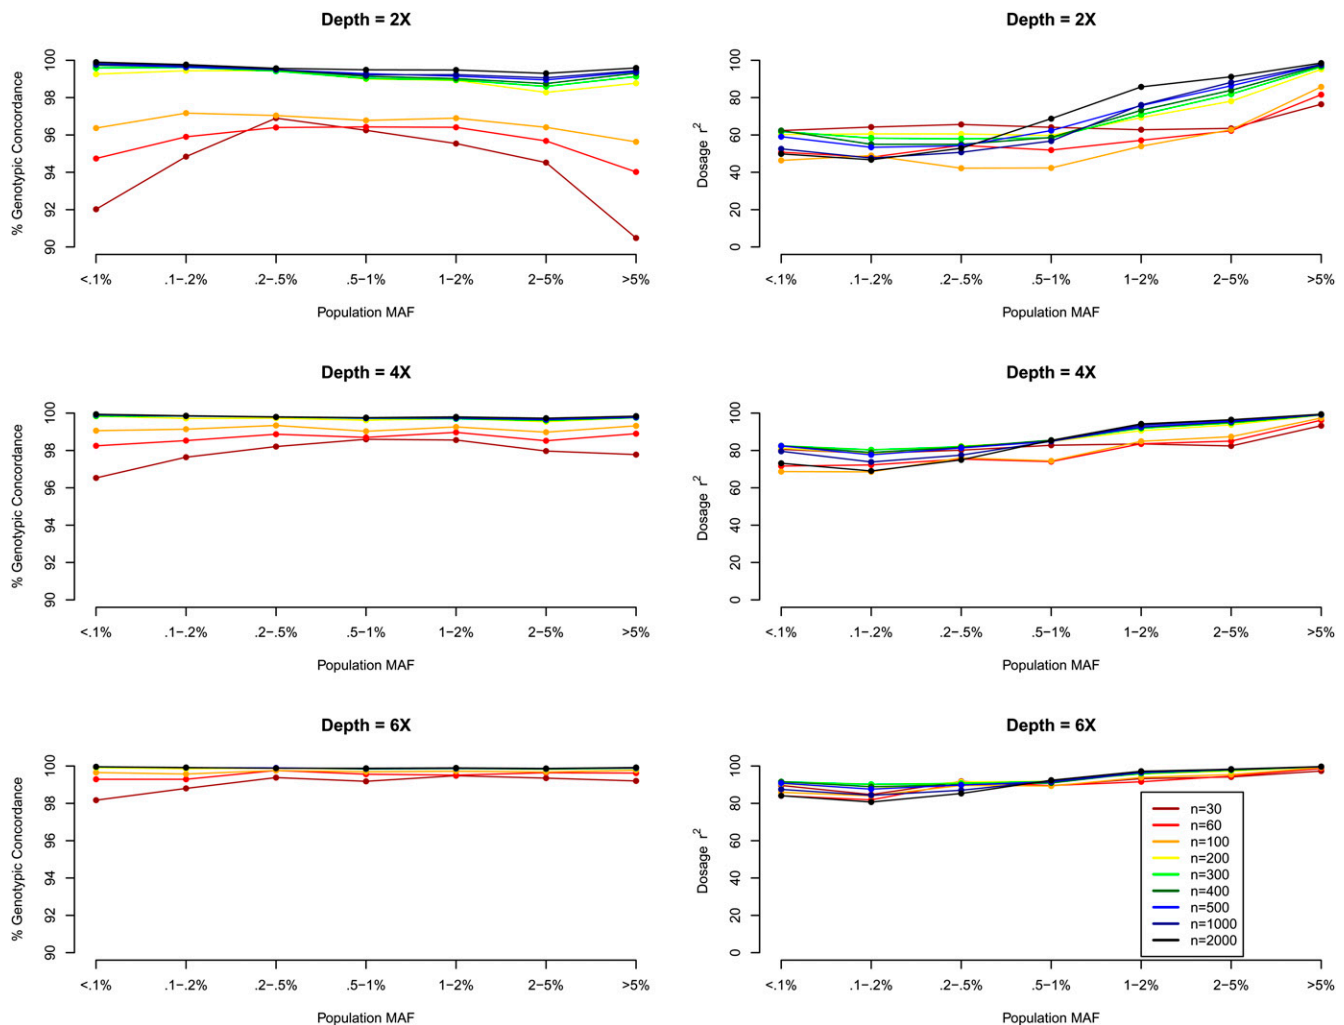 Depth = 2X
% Genotypic Concordance
100
98
96
94
92
90
<.1%
.1−.2%
.2−.5%
.5−1%
1−2%
2−5%
>5%
Population MAF
Depth = 2X
Dosage r²
100
80
60
40
20
0
<.1%
.1−.2%
.2−.5%
.5−1%
1−2%
2−5%
>5%
Population MAF
Depth = 4X
% Genotypic Concordance
100
98
96
94
92
90
<.1%
.1−.2%
.2−.5%
.5−1%
1−2%
2−5%
>5%
Population MAF
Depth = 4X
Dosage r²
100
80
60
40
20
0
<.1%
.1−.2%
.2−.5%
.5−1%
1−2%
2−5%
>5%
Population MAF
Depth = 6X
% Genotypic Concordance
100
98
96
94
92
90
<.1%
.1−.2%
.2−.5%
.5−1%
1−2%
2−5%
>5%
Population MAF
Depth = 6X
Dosage r²
100
80
60
40
20
0
n=30
n=60
n=100
n=200
n=300
n=400
n=500
n=1000
n=2000
<.1%
.1−.2%
.2−.5%
.5−1%
1−2%
2−5%
>5%
Population MAF